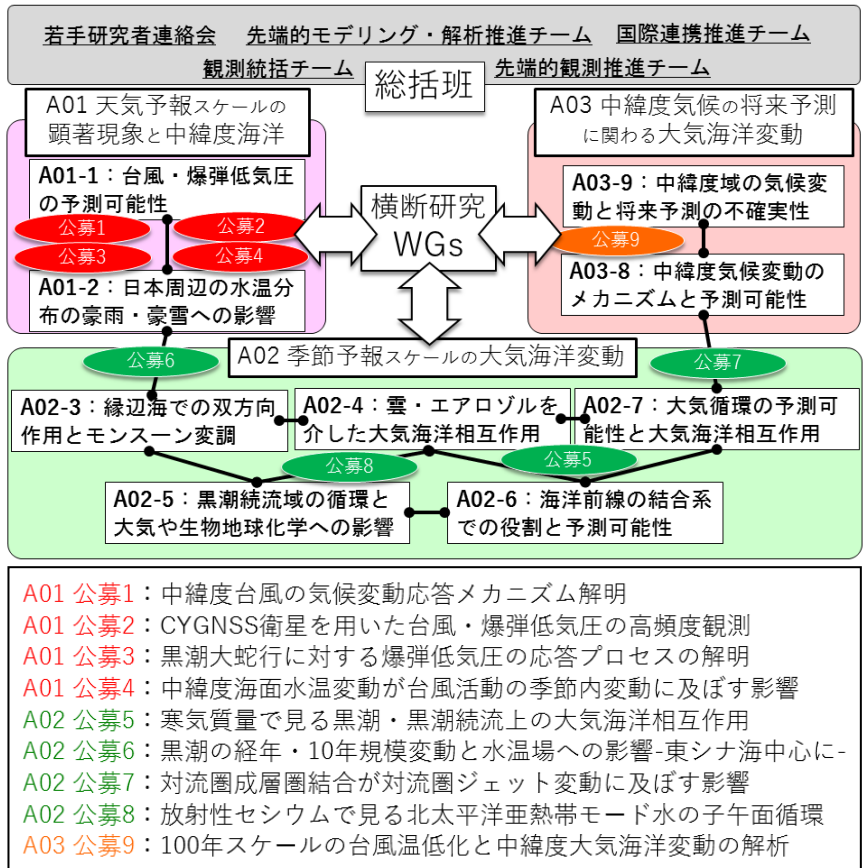 若手研究者連絡会 先端的モデリング・解析推進チーム 国際連携推進チーム
観測統括チーム 先端的観測推進チーム
総括班
A01 天気予報スケールの
顕著現象と中緯度海洋
A01-1：台風・爆弾低気圧
の予測可能性
公募1 公募2
公募3 公募4
A01-2：日本周辺の水温分
布の豪雨・豪雪への影響
横断研究
WGs
A03 中緯度気候の将来予測
に関わる大気海洋変動
A03-9：中緯度域の気候変
動と将来予測の不確実性
公募9
A03-8：中緯度気候変動の
メカニズムと予測可能性
公募6
A02 季節予報スケールの大気海洋変動
公募7
A02-3：縁辺海での双方向
作用とモンスーン変調
A02-4：雲・エアロゾルを
介した大気海洋相互作用
A02-7：大気循環の予測可
能性と大気海洋相互作用
公募8
公募5
A02-5：黒潮続流域の循環と
大気や生物地球化学への影響
A02-6：海洋前線の結合系
での役割と予測可能性
A01 公募1：中緯度台風の気候変動応答メカニズム解明
A01 公募2：CYGNSS衛星を用いた台風・爆弾低気圧の高頻度観測
A01 公募3：黒潮大蛇行に対する爆弾低気圧の応答プロセスの解明
A01 公募4：中緯度海面水温変動が台風活動の季節内変動に及ぼす影響
A02 公募5：寒気質量で見る黒潮・黒潮続流上の大気海洋相互作用
A02 公募6：黒潮の経年・10年規模変動と水温場への影響-東シナ海中心に-
A02 公募7：対流圏成層圏結合が対流圏ジェット変動に及ぼす影響
A02 公募8：放射性セシウムで見る北太平洋亜熱帯モード水の子午面循環
A03 公募9：100年スケールの台風温低化と中緯度大気海洋変動の解析